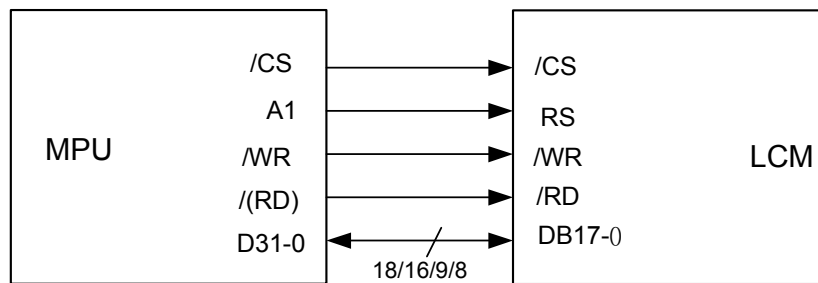 /CS
/CS
A1
RS
MPU
/WR
/WR
LCM
/(RD)
/RD
D31-0
DB17-0
18/16/9/8